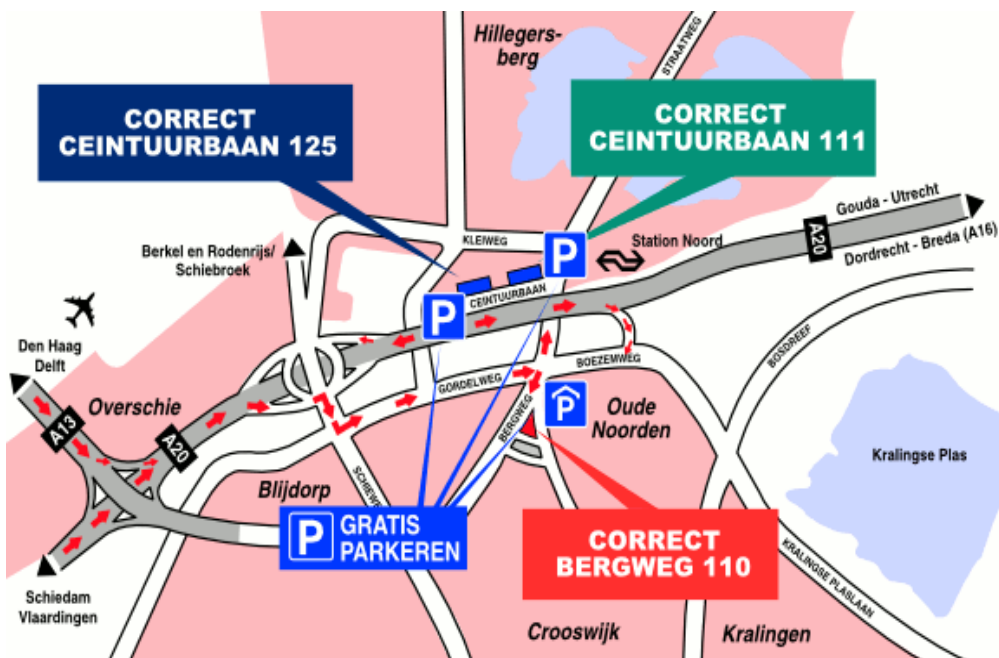 Hillegers-
berg
STRAATWEG
CORRECT
CEINTUURBAAN 125
CORRECT
CEINTUURBAAN 111
Gouda - Utrecht
A20
Dordrecht - Breda (A16)
KLEIWEG
P
Station Noord
Berkel en Rodenrijs/
Schiebroek
CEINTUURBAAN
P
Den Haag
Delft
BOSDREEF
BOEZEMWEG
GORDELWEG
Overschie
A13
A20
P
BERGWEG
Oude
Noorden
Kralingse Plas
Blijdorp
SCHIEWE
P GRATIS
PARKEREN
CORRECT
BERGWEG 110
KRALINGSE PLASLAAN
Schiedam
Vlaardingen
Crooswijk
Kralingen